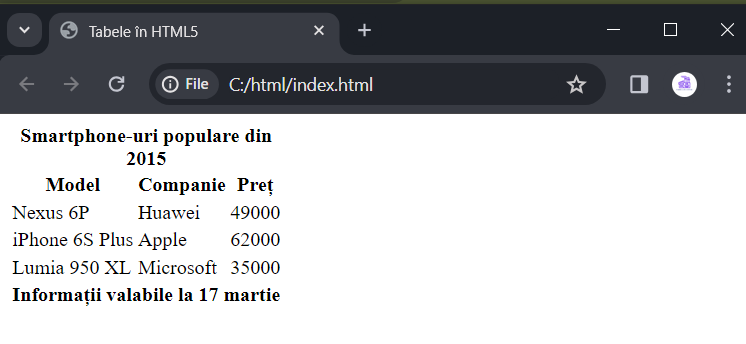 Tabele în HTML5
File C:/html/index.html
Smartphone-uri populare din
2015
Model Companie Preț
Nexus 6P Huawei 49000
iPhone 6S Plus Apple 62000
Lumia 950 XL Microsoft 35000
Informații valabile la 17 martie